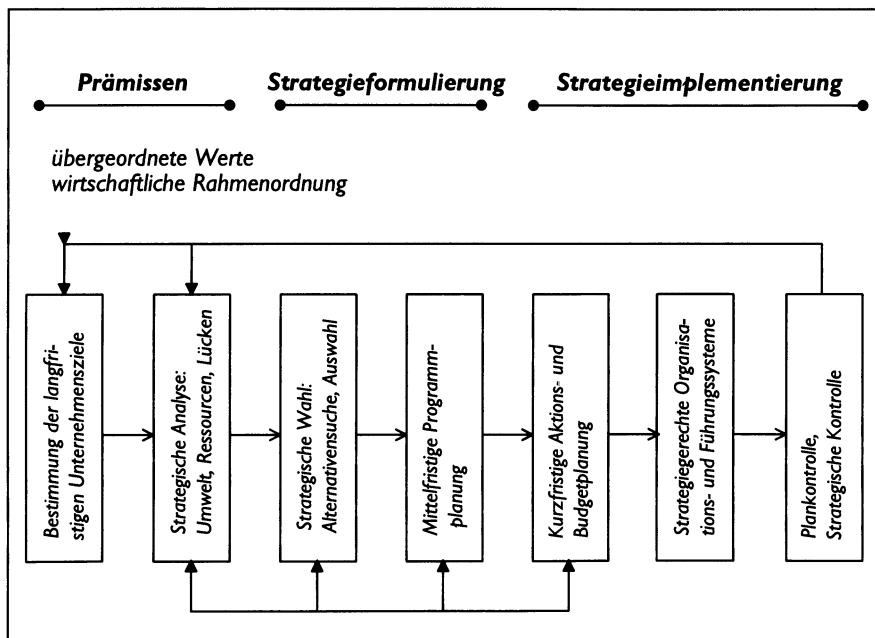 Prämissen
Strategieformulierung
Strategieimplementierung
übergeordnete Werte
wirtschaftliche Rahmenordnung
Bestimmung der langfri-
stigen Unternehmensziele
Strategische Analyse:
Umwelt, Ressourcen, Lücken
Strategische Wahl:
Alternativensuche, Auswahl
Mittelfristige Programm-
planung
Kurzfristige Aktions- und
Budgetplanung
Strategiegerechte Organisa-
tions- und Führungssysteme
Plankontrolle,
Strategische Kontrolle